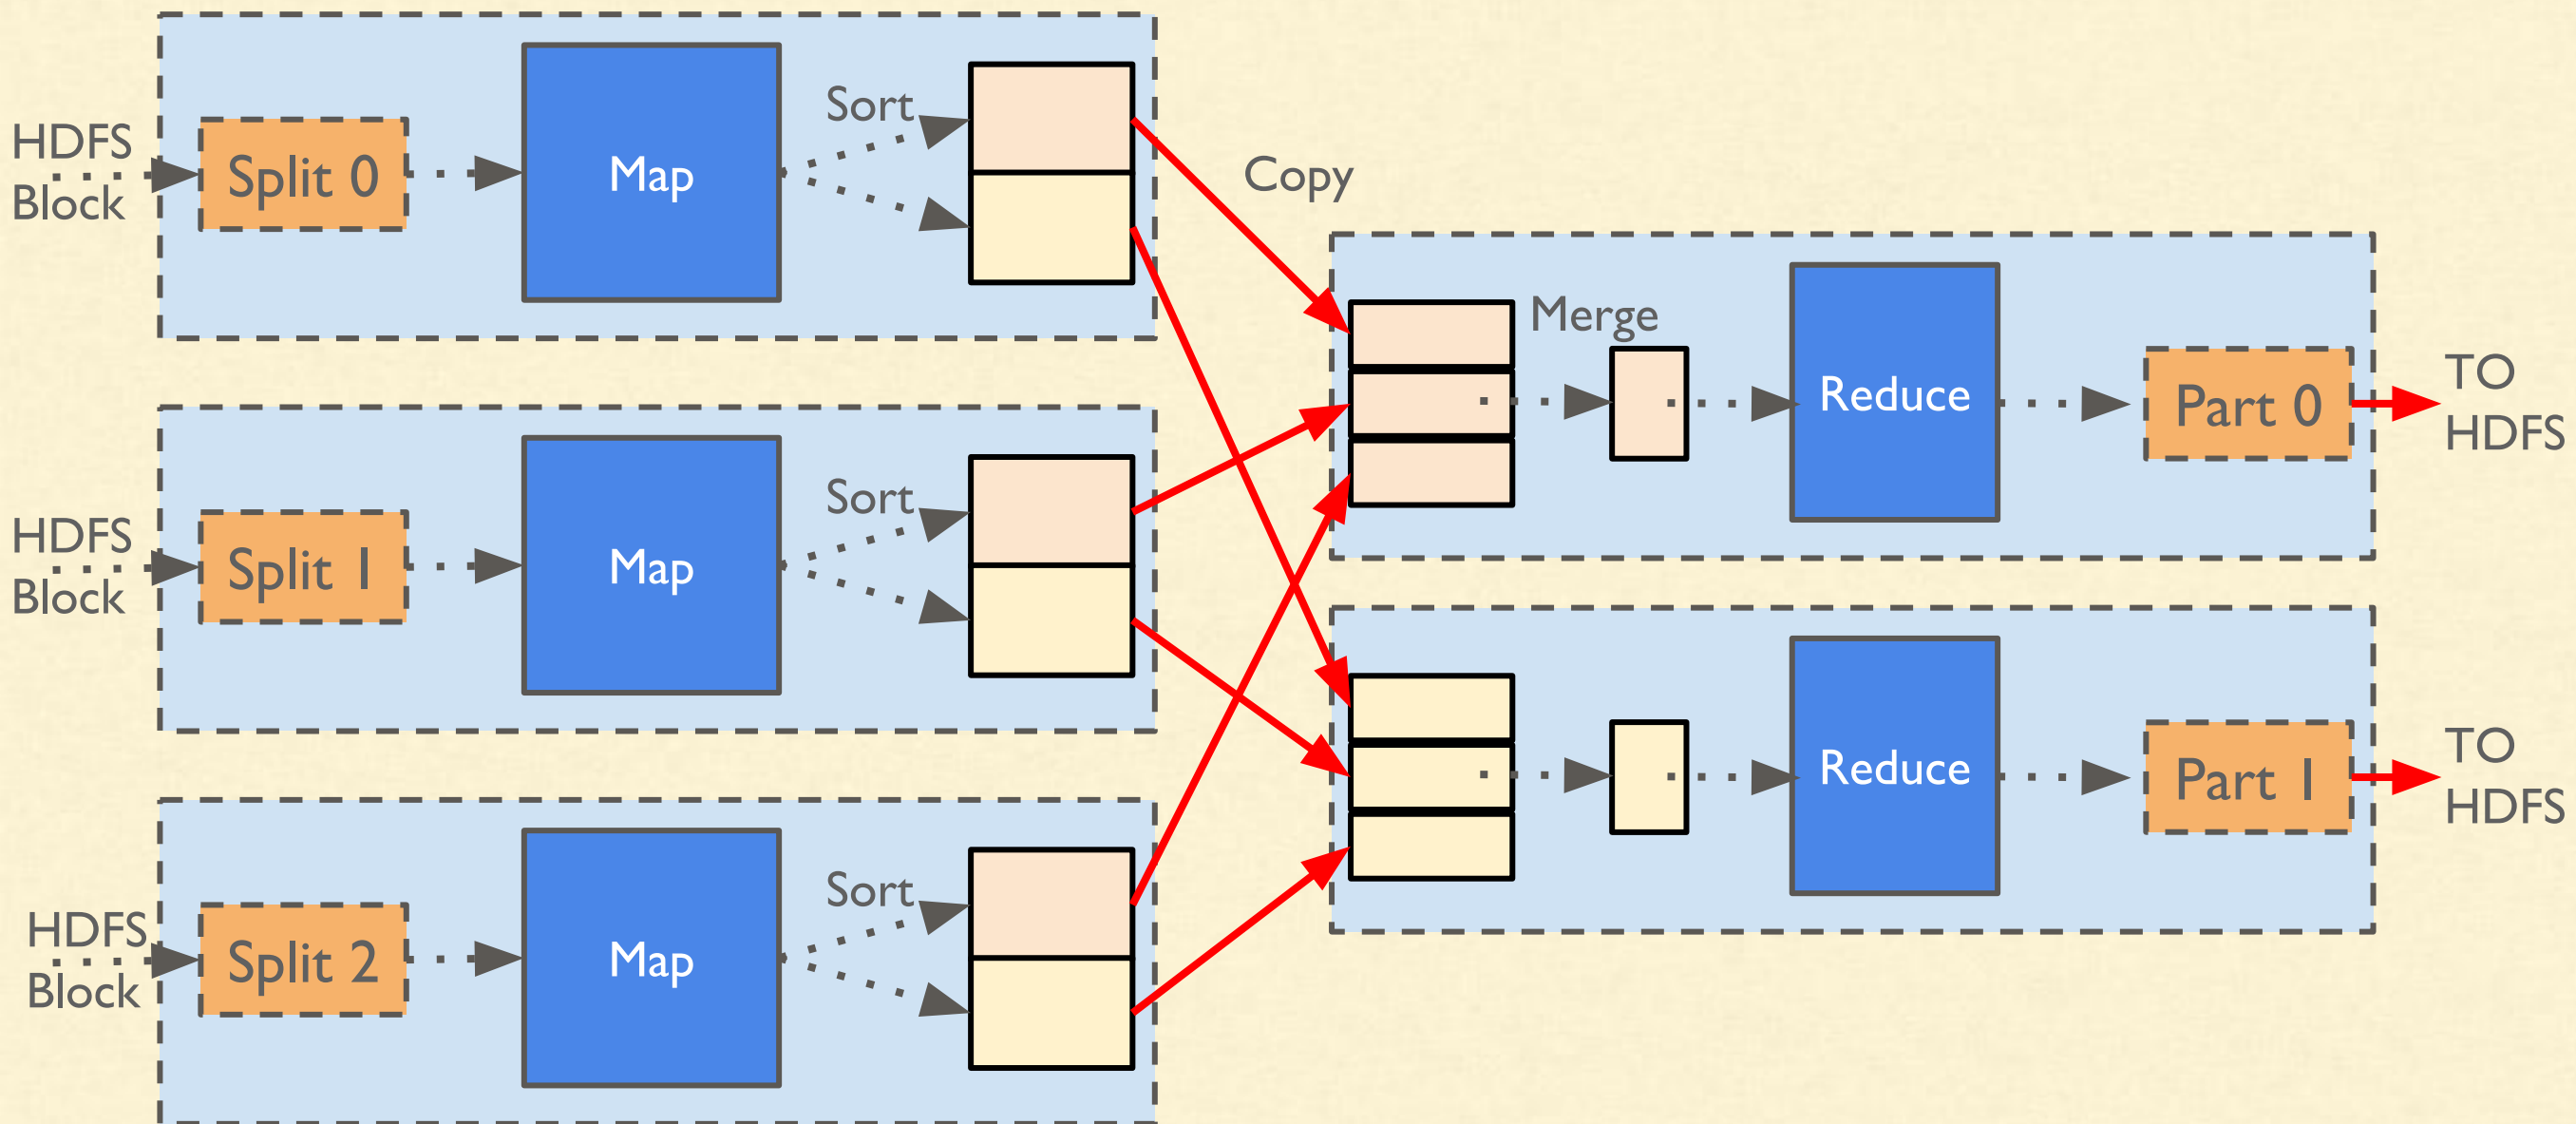 HDFS
Block
Split 0
Map
Sort
Copy
HDFS
Block
Split 1
Map
Sort
HDFS
Block
Split 2
Map
Sort
Merge
Reduce
Part 0
TO
HDFS
Reduce
Part 1
TO
HDFS